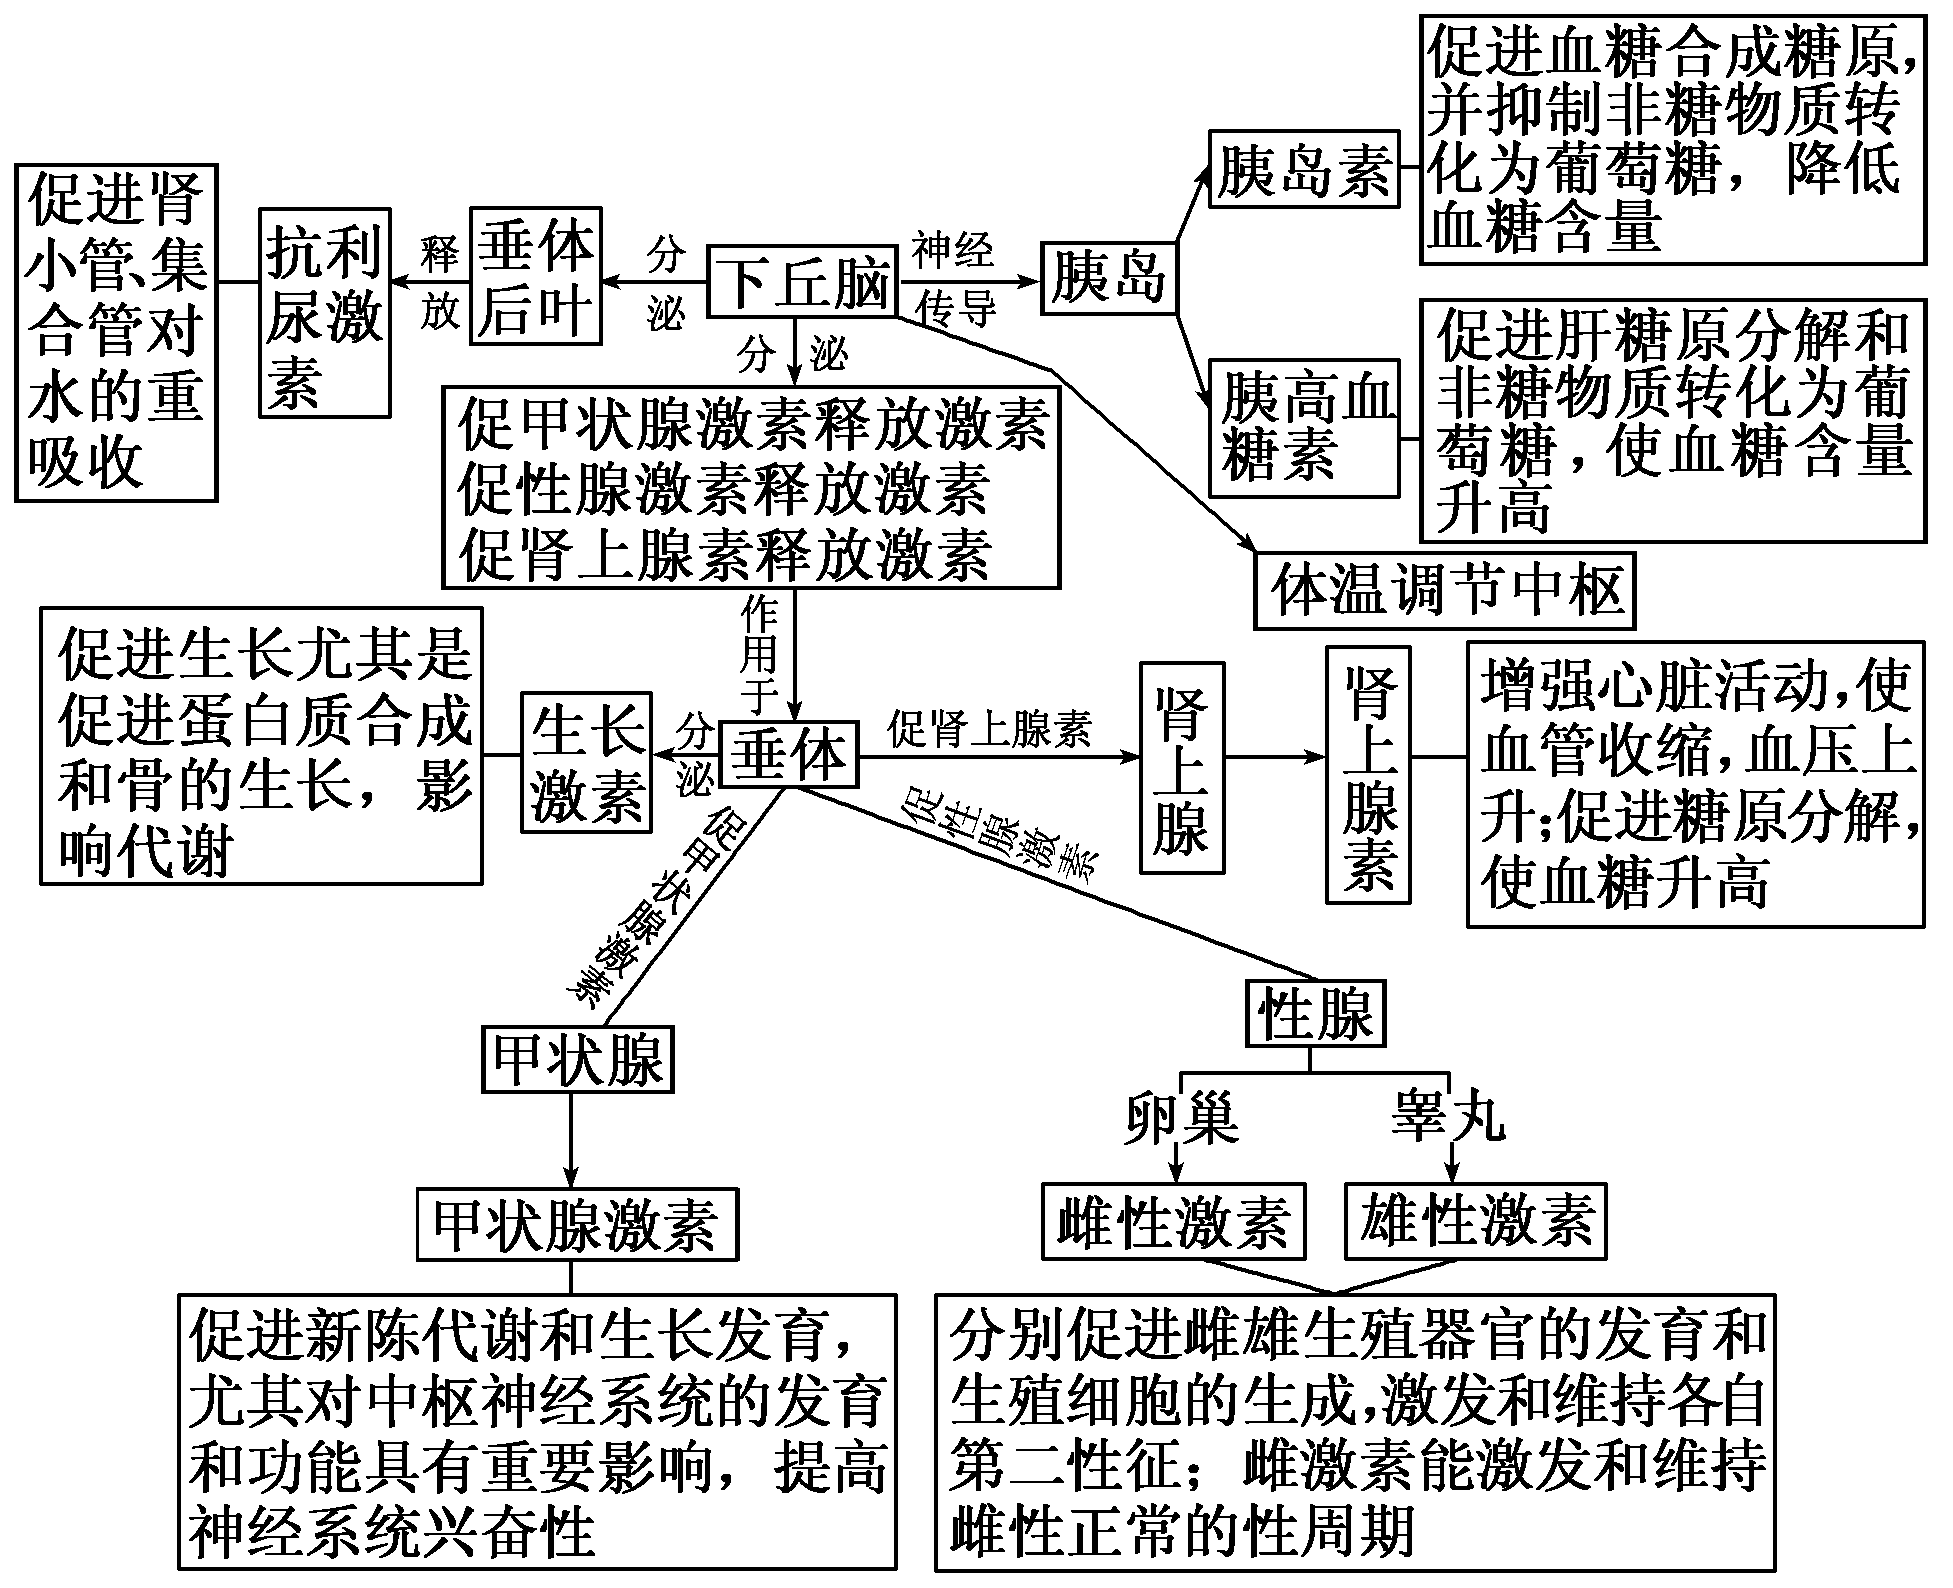 促进血糖合成糖原，
并抑制非糖物质转
化为葡萄糖，降低
血糖含量
胰岛素
促进肾
小管、集
合管对
水的重
吸收
抗利
尿激
素
释
放
垂体
后叶
分
泌
下丘脑
神经
传导
胰岛
胰高血
糖素
促进肝糖原分解和
非糖物质转化为葡
萄糖，使血糖含量
升高
分 泌
促甲状腺激素释放激素
促性腺激素释放激素
促肾上腺素释放激素
体温调节中枢
作用于
促进生长尤其是
促进蛋白质合成
和骨的生长，影
响代谢
生长
激素
分
泌
垂体
促肾上腺素
肾上腺
肾上腺素
增强心脏活动，使
血管收缩，血压上
升；促进糖原分解，
使血糖升高
促甲状腺激素
促性腺激素
甲状腺
性腺
卵巢
睾丸
甲状腺激素
雌性激素
雄性激素
促进新陈代谢和生长发育，
尤其对中枢神经系统的发育
和功能具有重要影响，提高
神经系统兴奋性
分别促进雌雄生殖器官的发育和
生殖细胞的生成，激发和维持各自
第二性征；雌激素能激发和维持
雌性正常的性周期